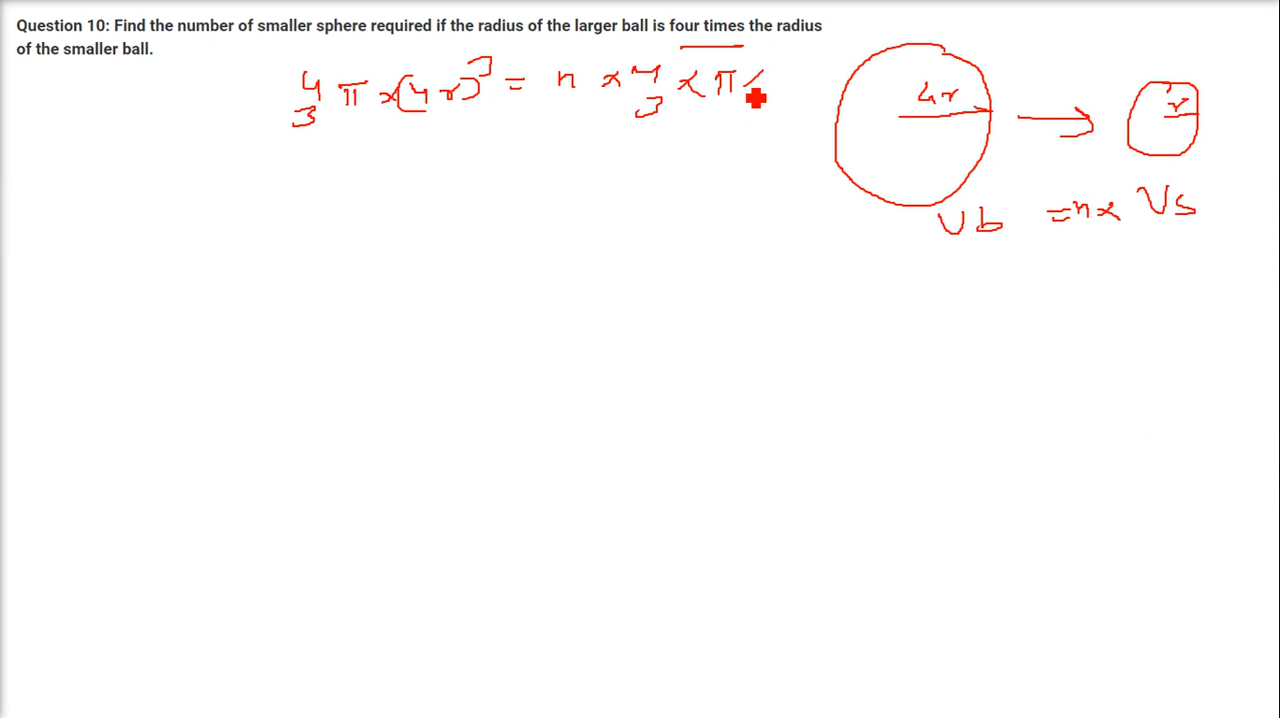 Question 10: Find the number of smaller sphere required if the radius of the larger ball is four times the radius
of the smaller ball.
4/3 π × (4r)³ = n × 4/3 × π
4r
r
Vb = n × Vs